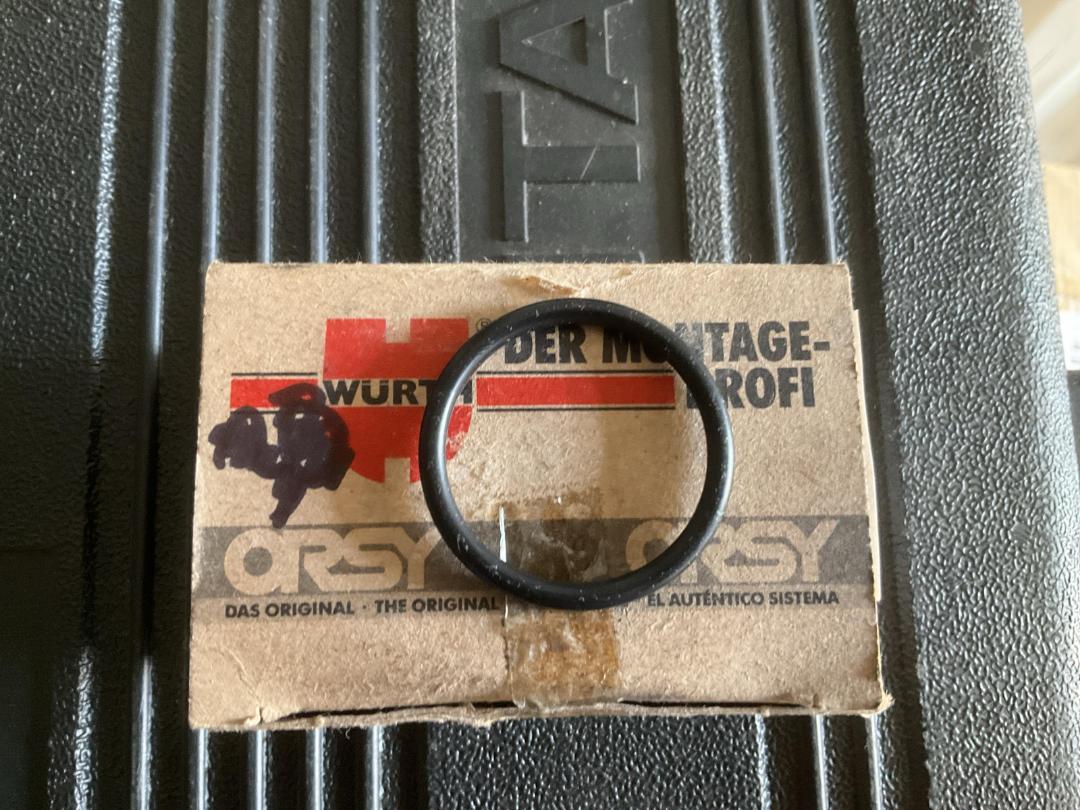 TA
WÜRTH
®
DER MONTAGE-
PROFI
ORSY
ORSY
DAS ORIGINAL · THE ORIGINAL
EL AUTÉNTICO SISTEMA